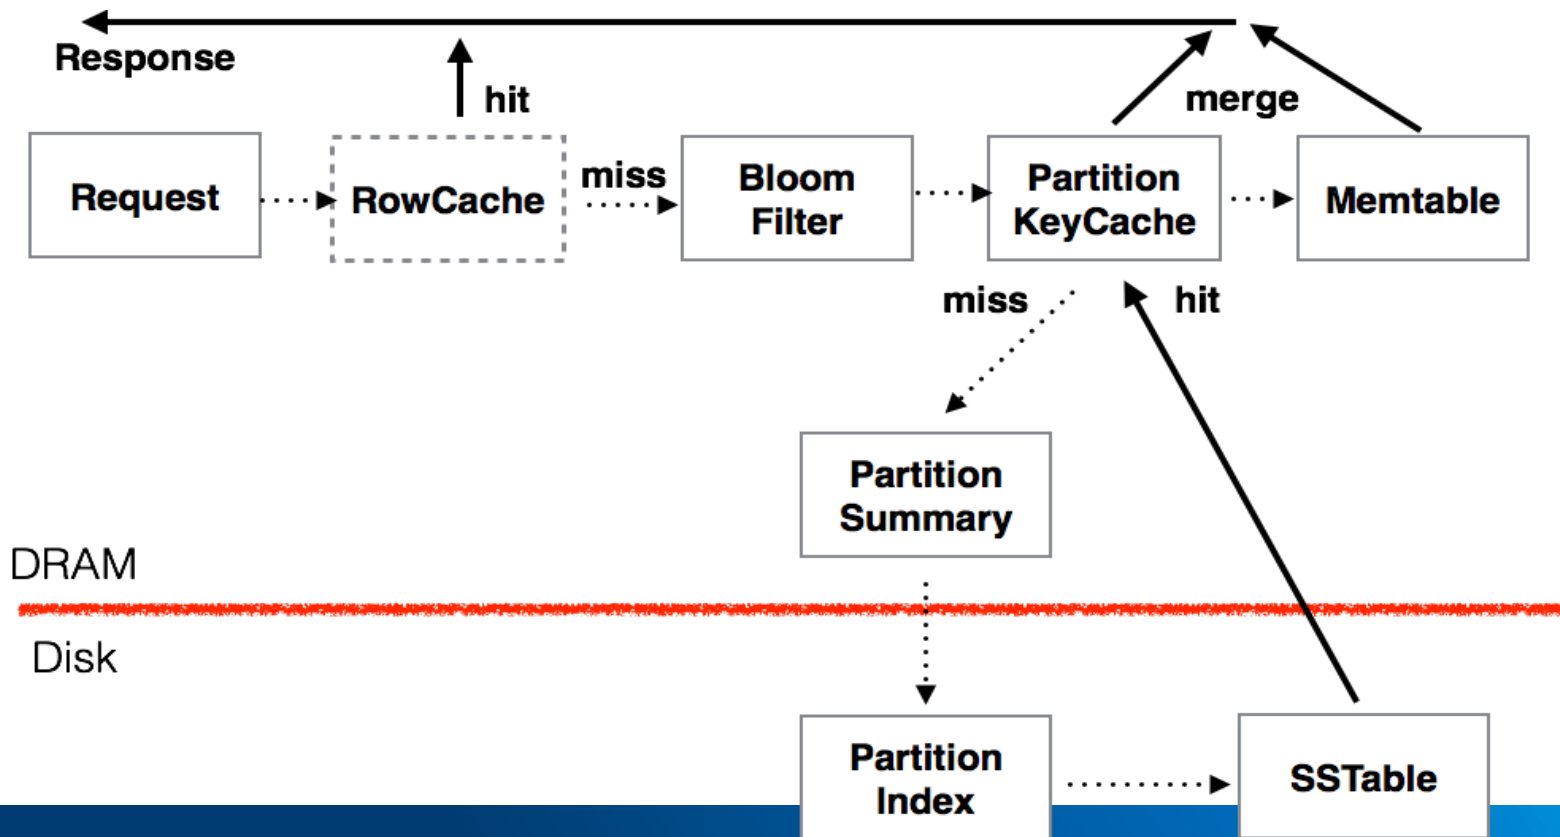 Response
hit
merge
Request
RowCache
miss
Bloom
Filter
Partition
KeyCache
Memtable
miss
hit
Partition
Summary
DRAM
Disk
Partition
Index
SSTable